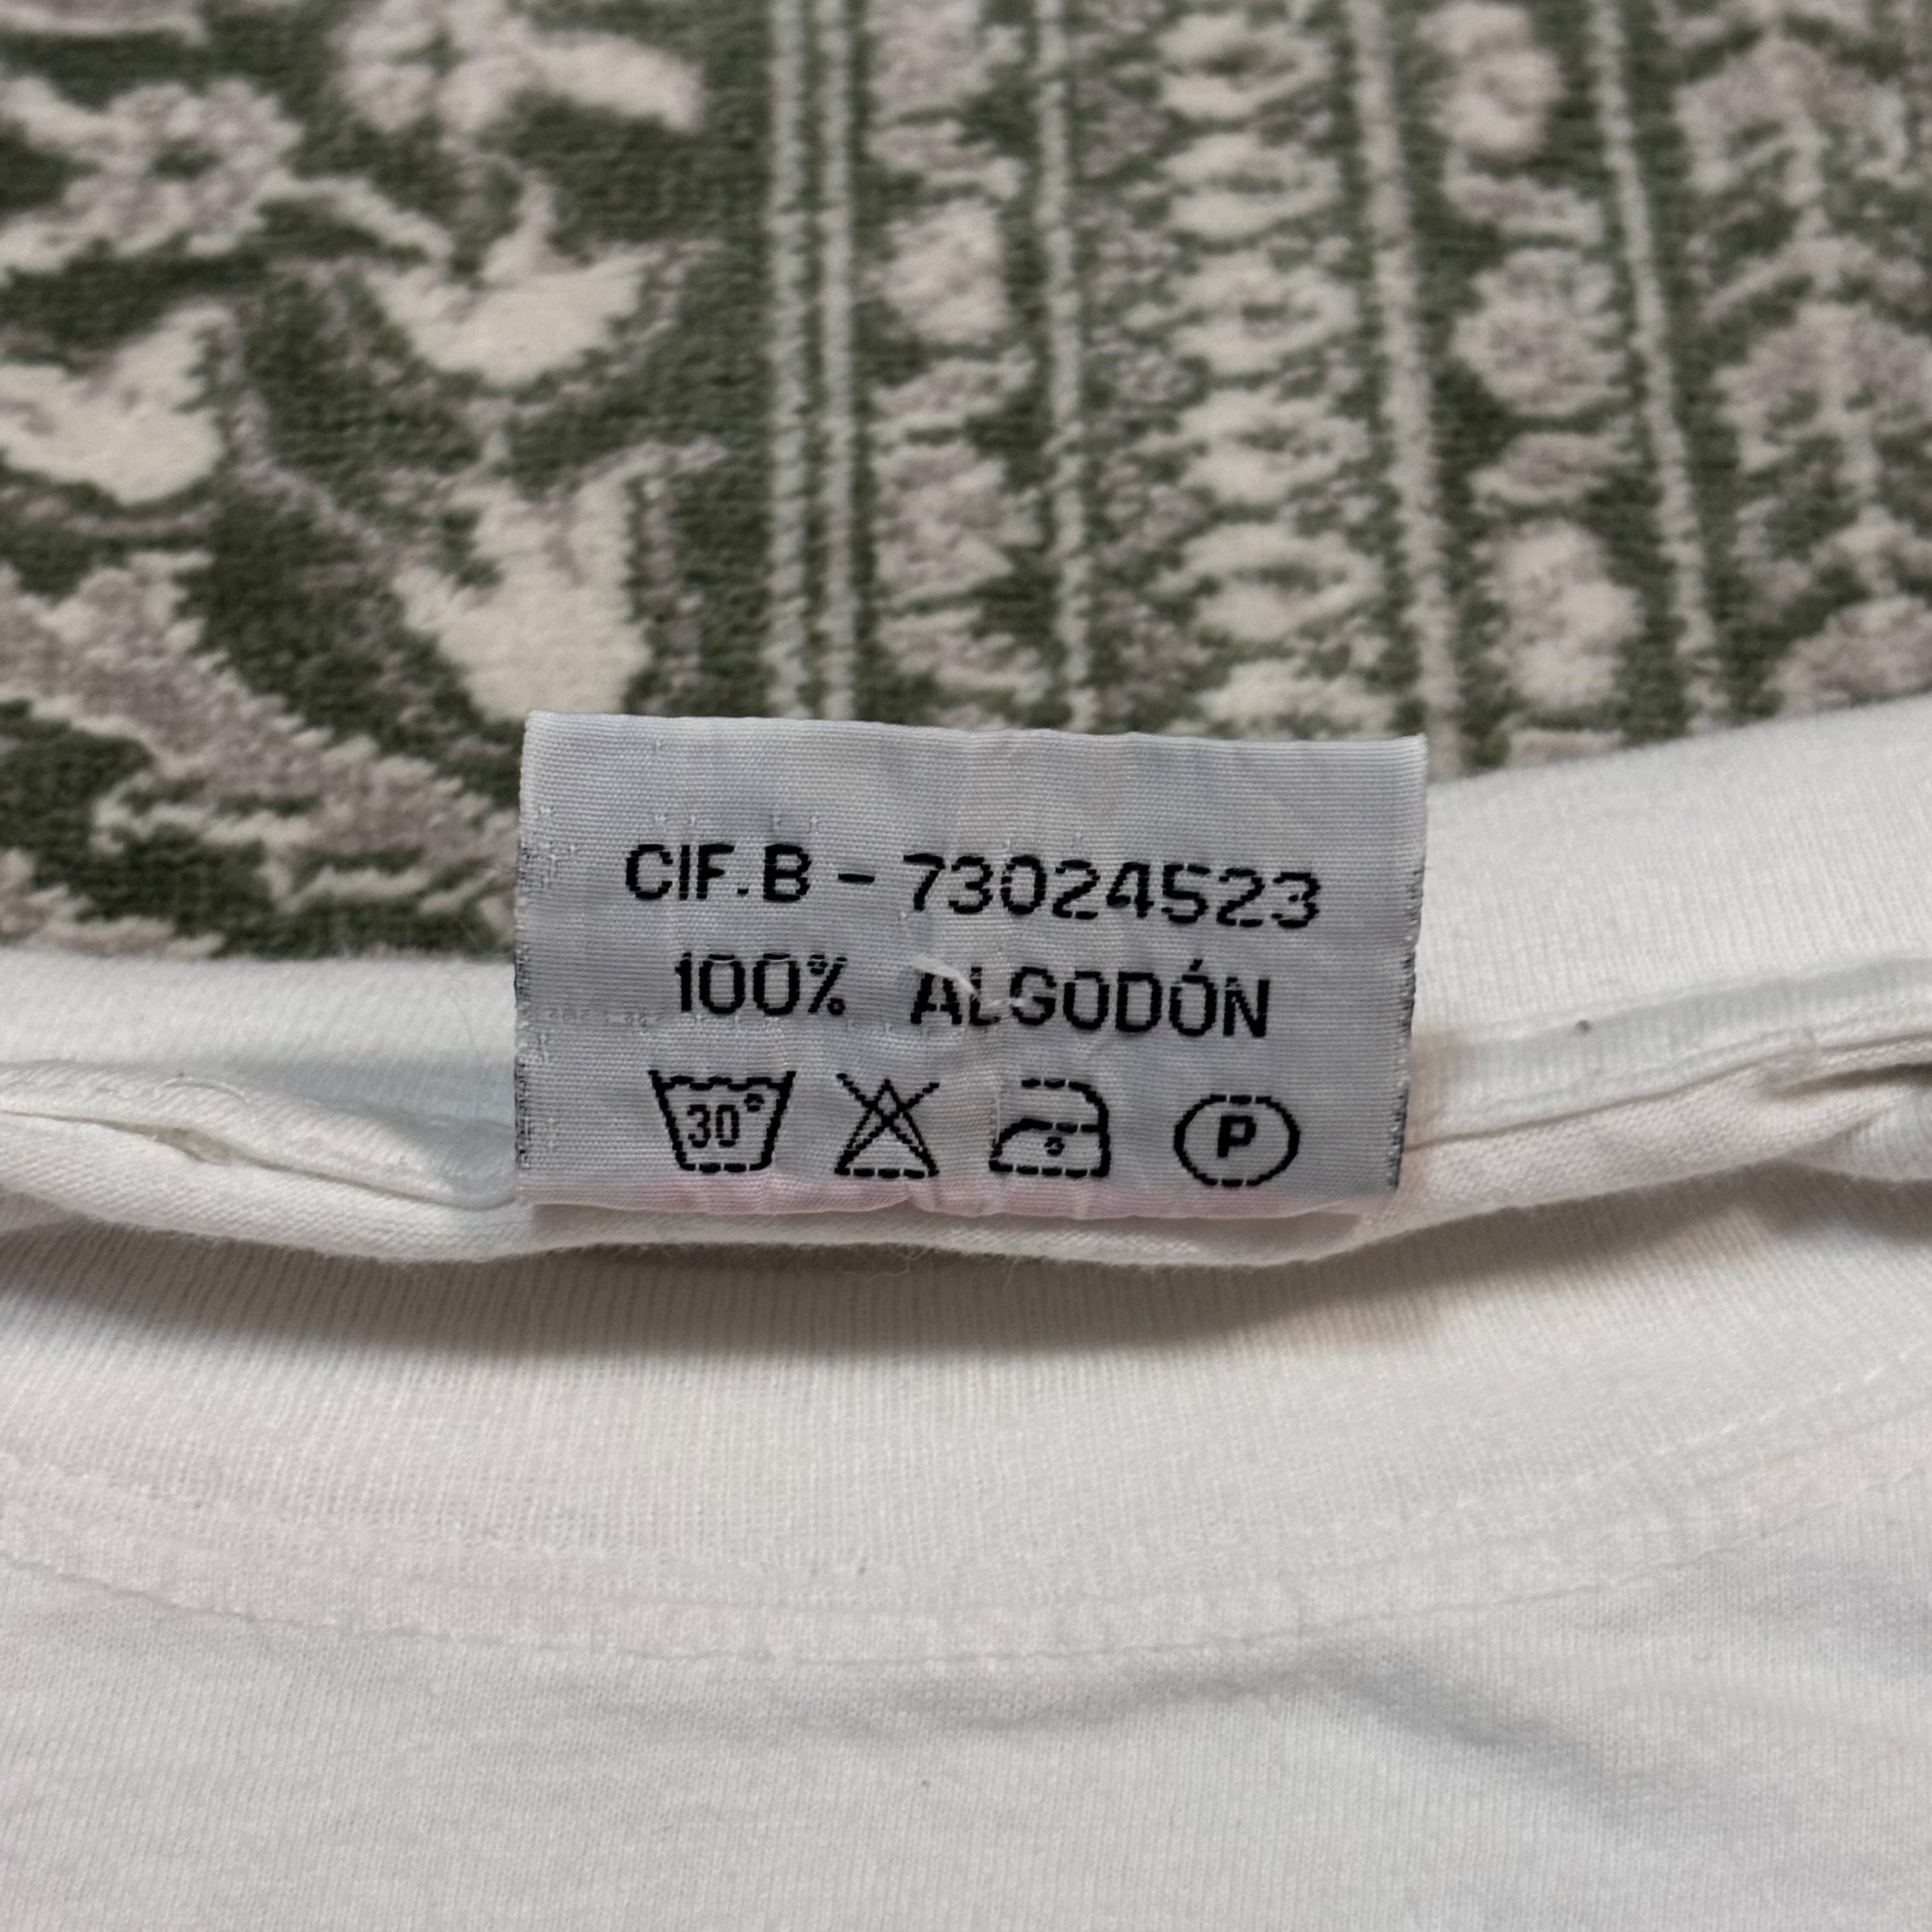 CIF.B - 73024523
100% ALGODÓN
30°
P